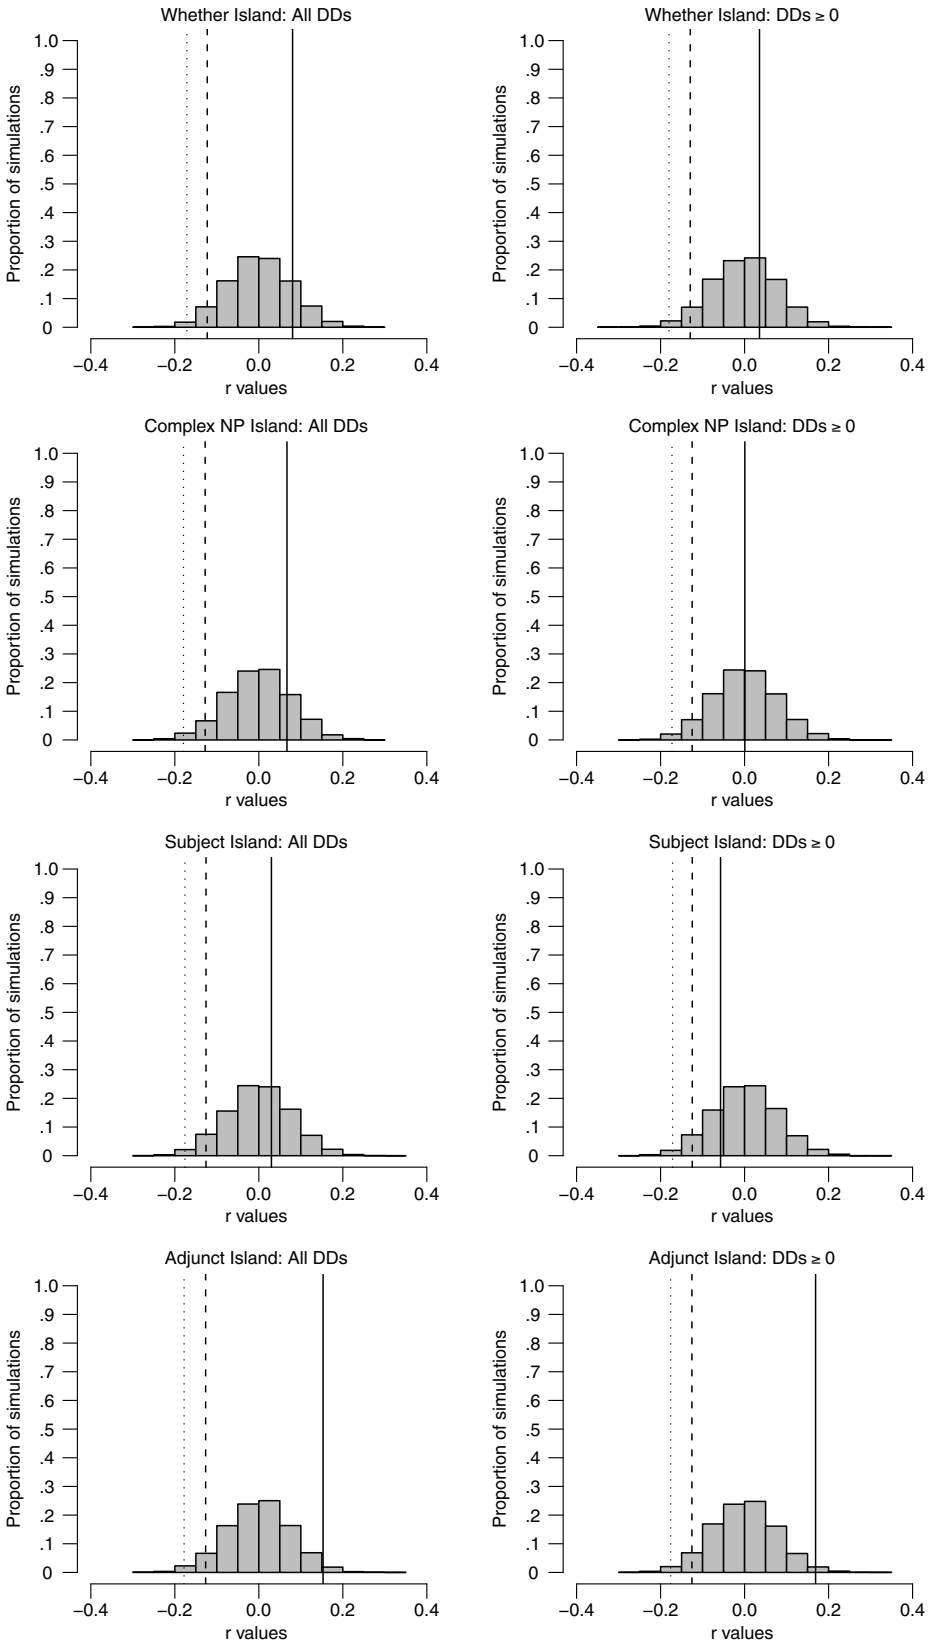 Whether Island: All DDs
Proportion of simulations
1.0
.9
.8
.7
.6
.5
.4
.3
.2
.1
0
−0.4 −0.2 0.0 0.2 0.4
r values
Whether Island: DDs ≥ 0
Proportion of simulations
1.0
.9
.8
.7
.6
.5
.4
.3
.2
.1
0
−0.4 −0.2 0.0 0.2 0.4
r values
Complex NP Island: All DDs
Proportion of simulations
1.0
.9
.8
.7
.6
.5
.4
.3
.2
.1
0
−0.4 −0.2 0.0 0.2 0.4
r values
Complex NP Island: DDs ≥ 0
Proportion of simulations
1.0
.9
.8
.7
.6
.5
.4
.3
.2
.1
0
−0.4 −0.2 0.0 0.2 0.4
r values
Subject Island: All DDs
Proportion of simulations
1.0
.9
.8
.7
.6
.5
.4
.3
.2
.1
0
−0.4 −0.2 0.0 0.2 0.4
r values
Subject Island: DDs ≥ 0
Proportion of simulations
1.0
.9
.8
.7
.6
.5
.4
.3
.2
.1
0
−0.4 −0.2 0.0 0.2 0.4
r values
Adjunct Island: All DDs
Proportion of simulations
1.0
.9
.8
.7
.6
.5
.4
.3
.2
.1
0
−0.4 −0.2 0.0 0.2 0.4
r values
Adjunct Island: DDs ≥ 0
Proportion of simulations
1.0
.9
.8
.7
.6
.5
.4
.3
.2
.1
0
−0.4 −0.2 0.0 0.2 0.4
r values